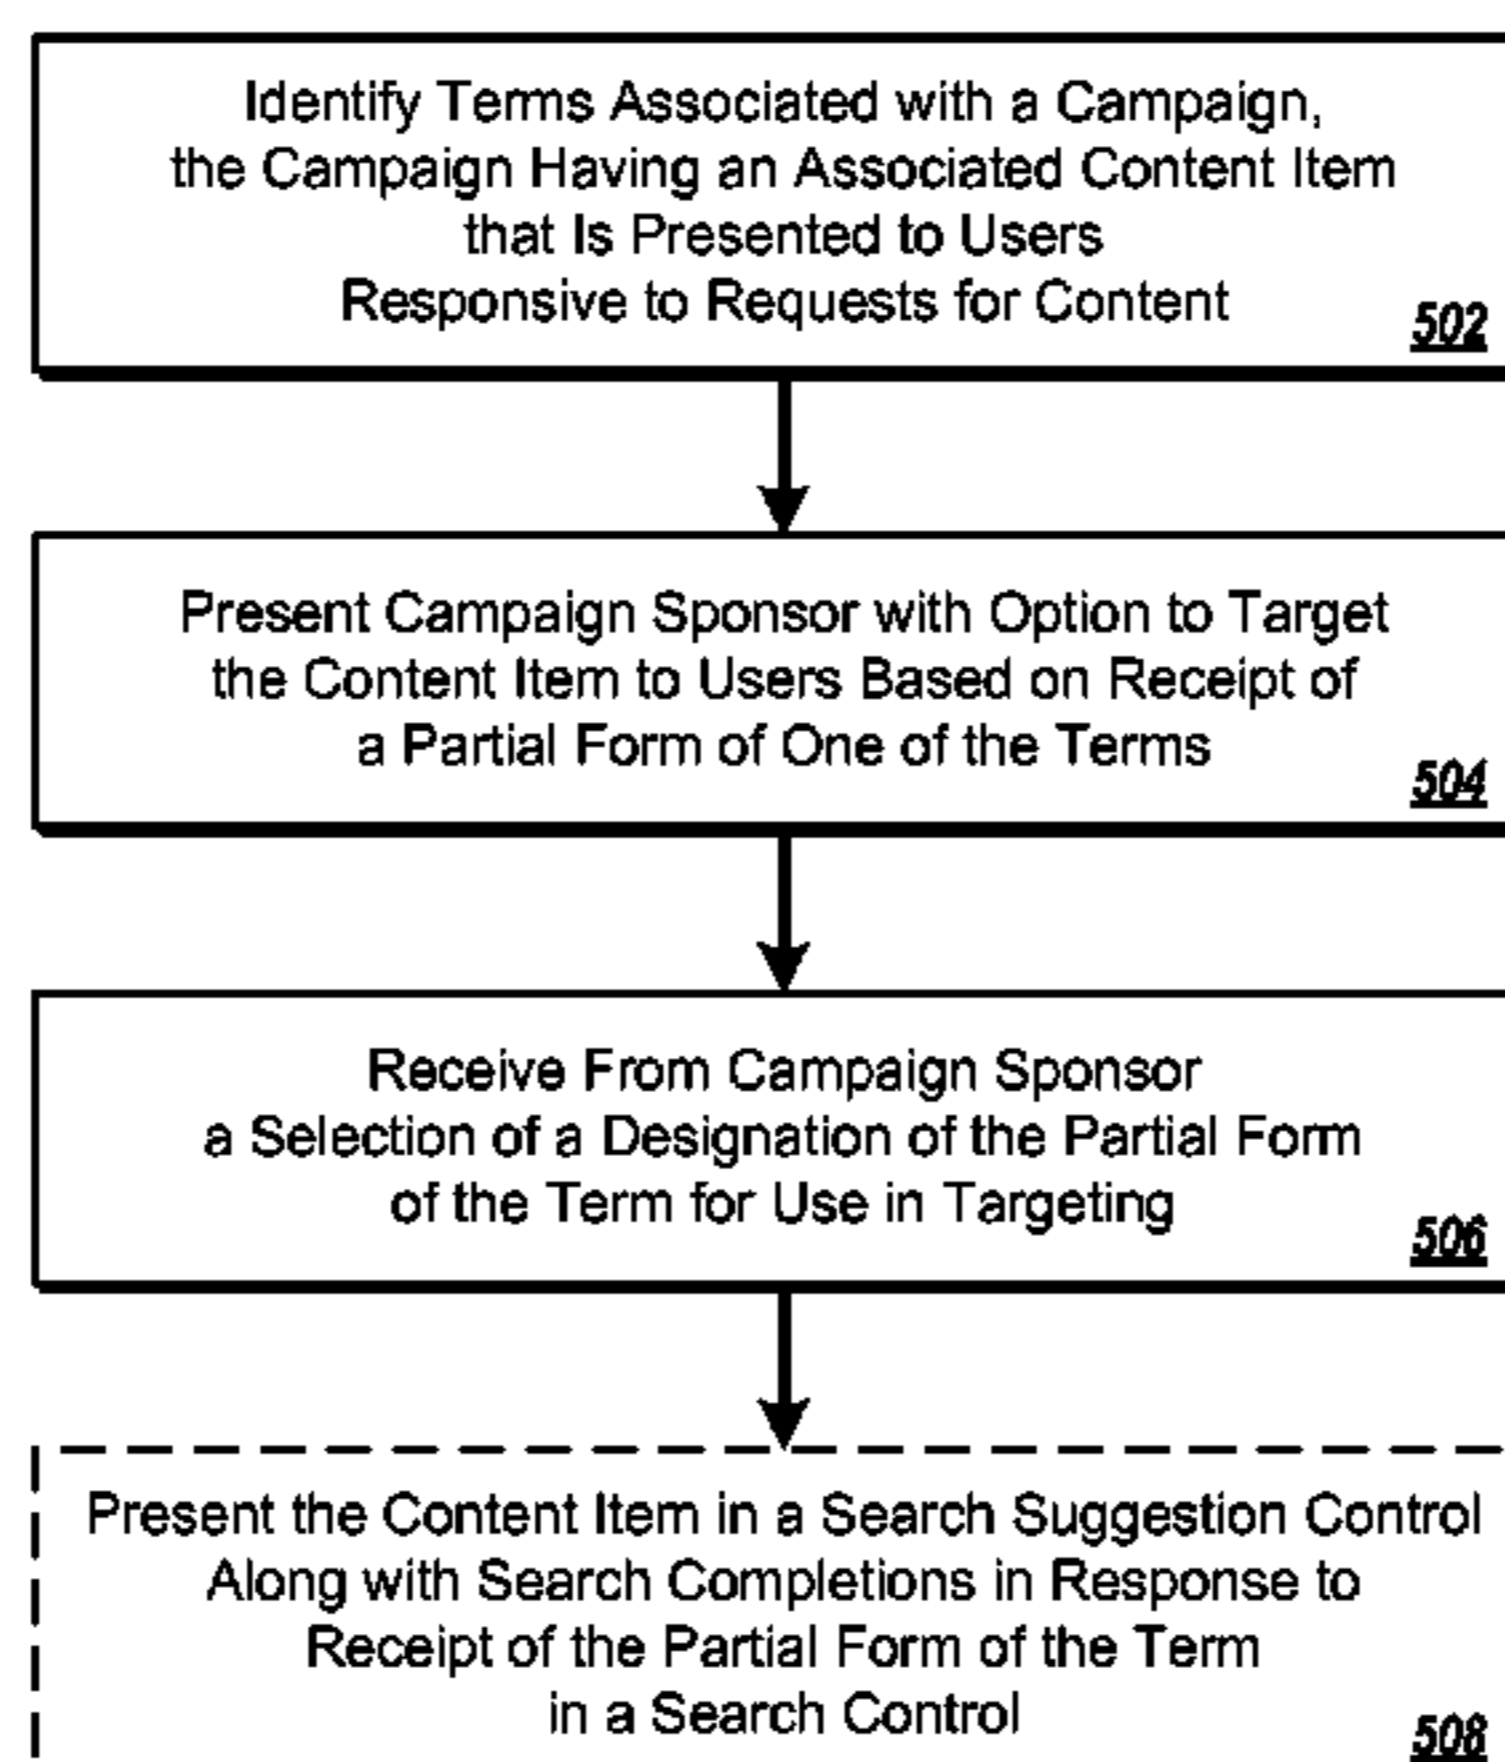 Identify Terms Associated with a Campaign,
the Campaign Having an Associated Content Item
that Is Presented to Users
Responsive to Requests for Content
502
Present Campaign Sponsor with Option to Target
the Content Item to Users Based on Receipt of
a Partial Form of One of the Terms
504
Receive From Campaign Sponsor
a Selection of a Designation of the Partial Form
of the Term for Use in Targeting
506
Present the Content Item in a Search Suggestion Control
Along with Search Completions in Response to
Receipt of the Partial Form of the Term
in a Search Control
508